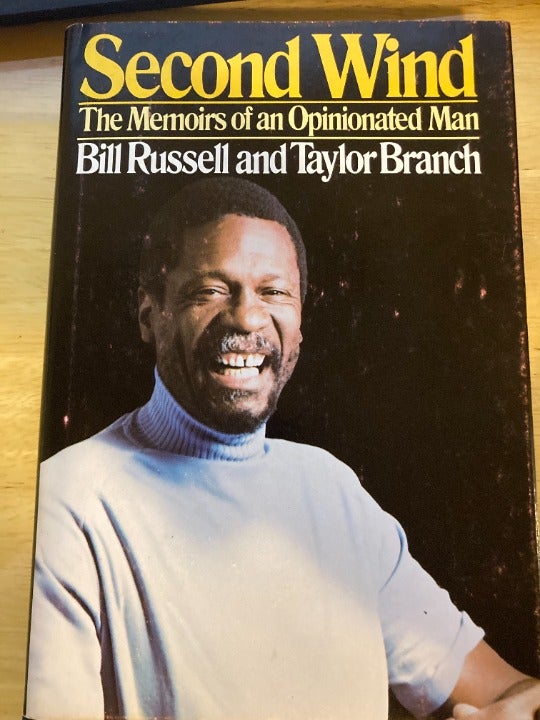 Second Wind
The Memoirs of an Opinionated Man
Bill Russell and Taylor Branch